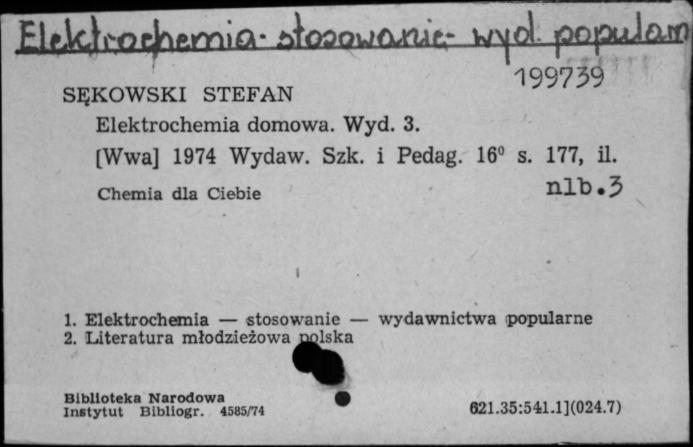 Elektrochemia - stosowanie - wyd. popularn
199739
SĘKOWSKI STEFAN
Elektrochemia domowa. Wyd. 3.
[Wwa] 1974 Wydaw. Szk. i Pedag. 16⁰ s. 177, il.
nlb.3
Chemia dla Ciebie
1. Elektrochemia — stosowanie — wydawnictwa popularne
2. Literatura młodzieżowa polska
Biblioteka Narodowa
Instytut Bibliogr. 4585/74
621.35:541.1](024.7)